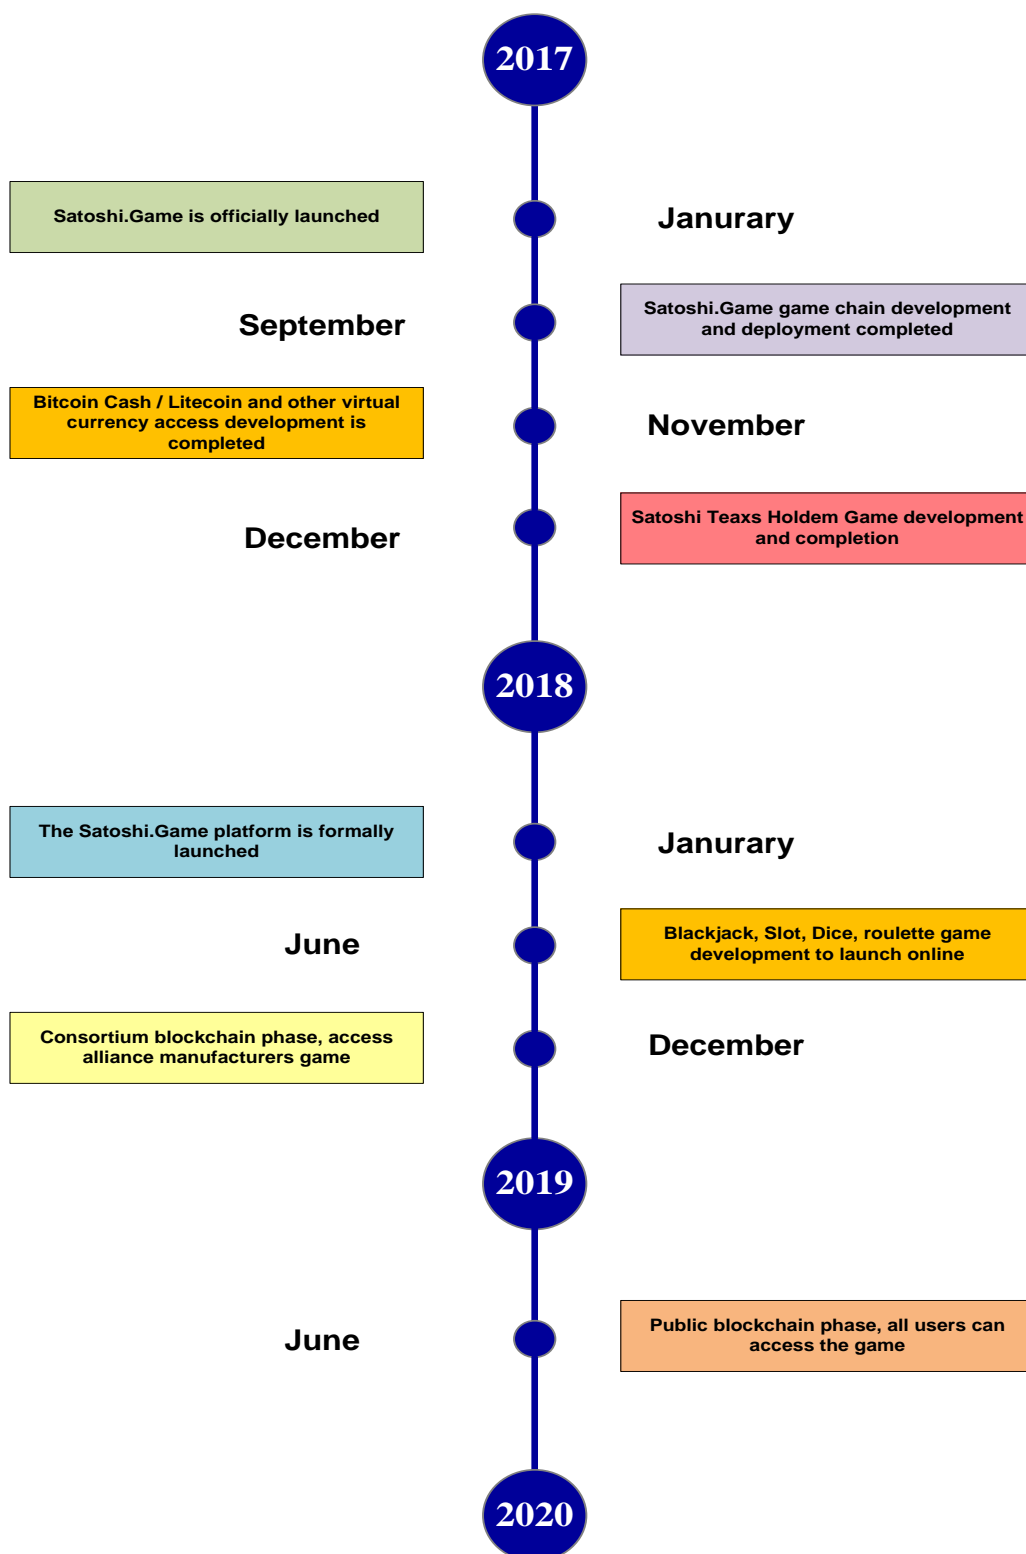 2017
Satoshi.Game is officially launched
Janurary
September
Satoshi.Game game chain development
and deployment completed
Bitcoin Cash / Litecoin and other virtual
currency access development is
completed
November
December
Satoshi Teaxs Holdem Game development
and completion
2018
The Satoshi.Game platform is formally
launched
Janurary
June
Blackjack, Slot, Dice, roulette game
development to launch online
Consortium blockchain phase, access
alliance manufacturers game
December
2019
June
Public blockchain phase, all users can
access the game
2020